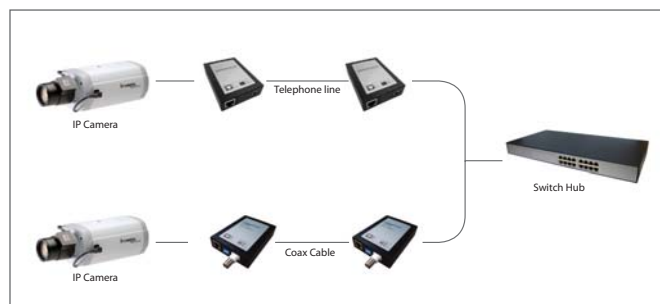 Telephone line
IP Camera
Switch Hub
Coax Cable
IP Camera